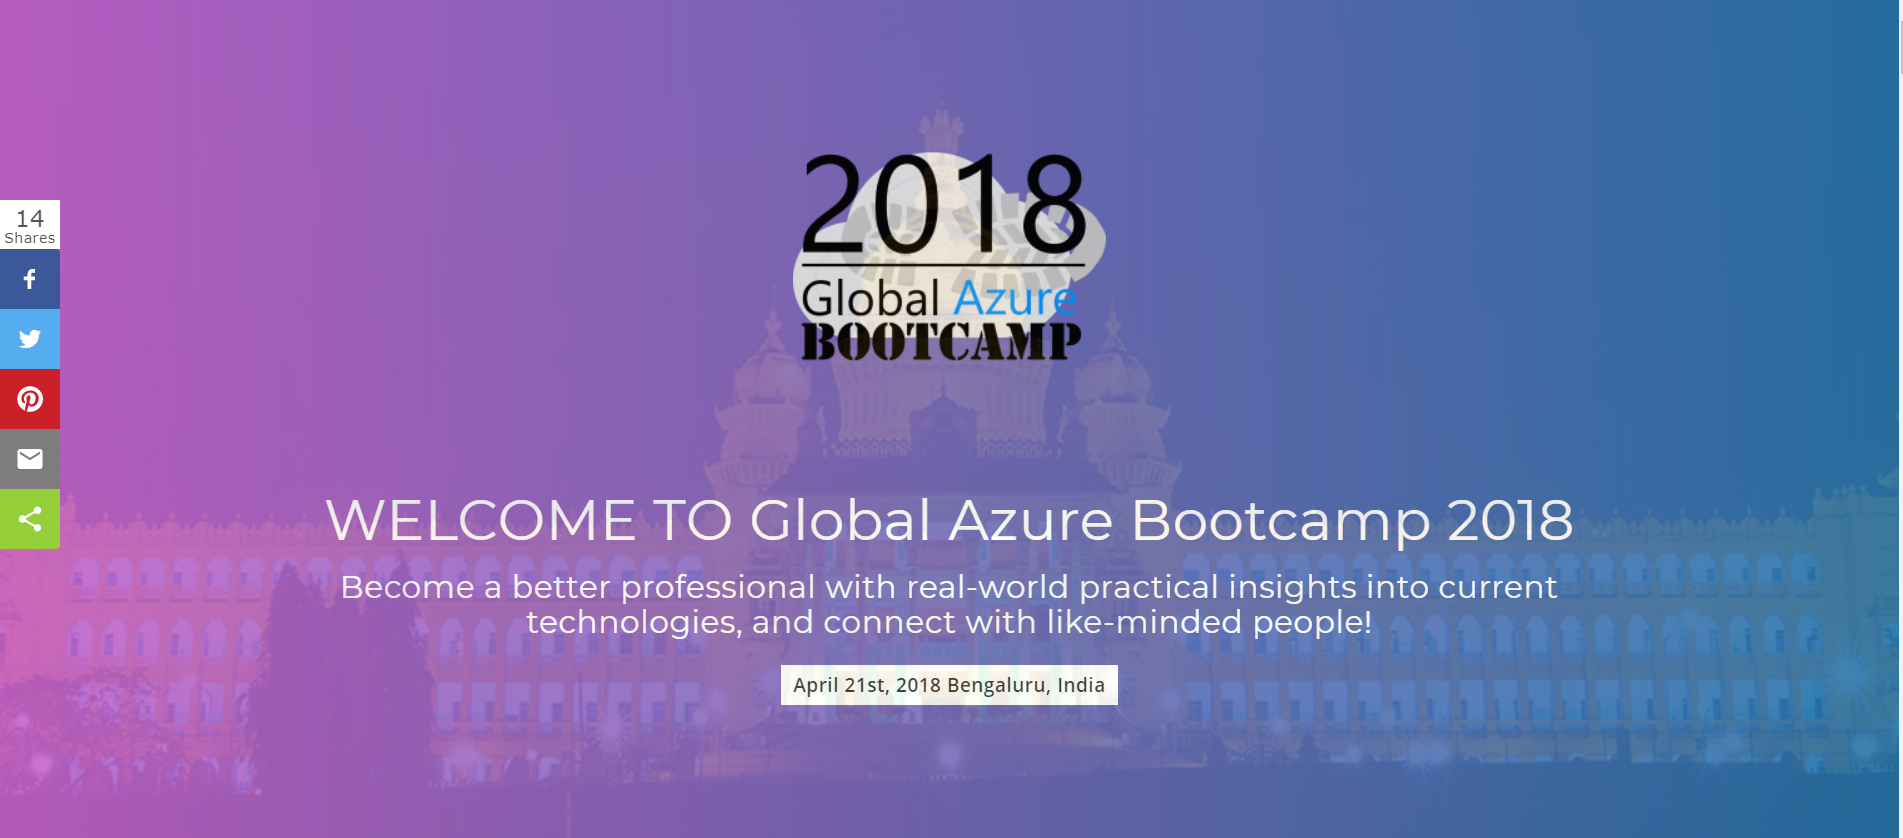 2018
Global Azure
BOOTCAMP
14
Shares
WELCOME TO Global Azure Bootcamp 2018
Become a better professional with real-world practical insights into current
technologies, and connect with like-minded people!
April 21st, 2018 Bengaluru, India